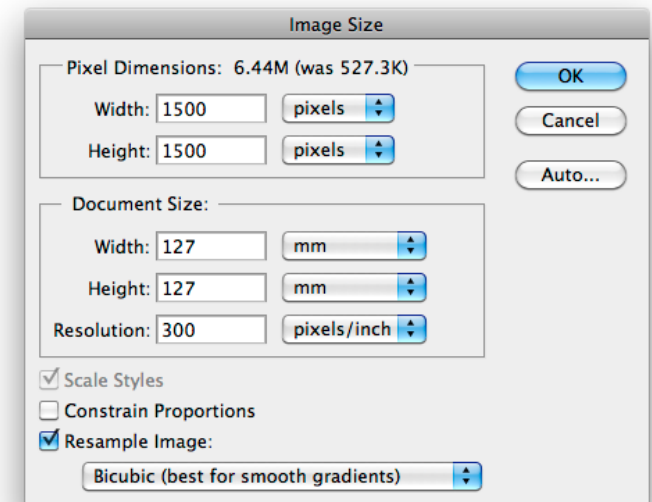 Image Size
Pixel Dimensions: 6.44M (was 527.3K)
OK
Width: 1500 pixels
Cancel
Height: 1500 pixels
Auto...
Document Size:
Width: 127 mm
Height: 127 mm
Resolution: 300 pixels/inch
Scale Styles
Constrain Proportions
Resample Image:
Bicubic (best for smooth gradients)